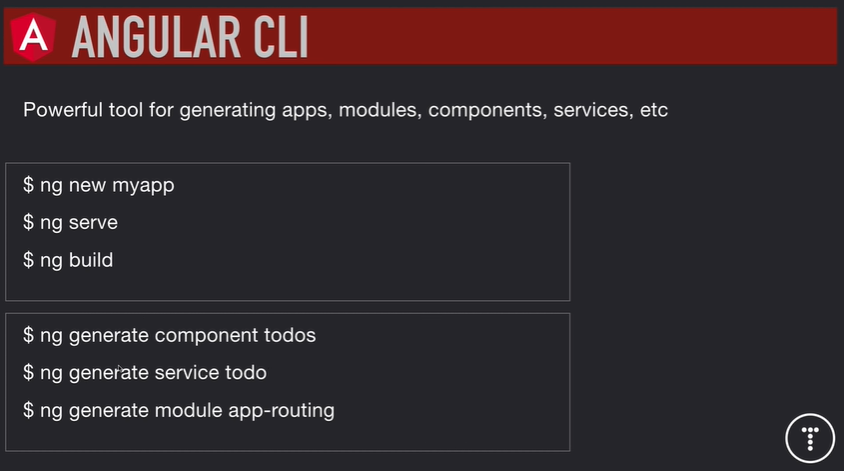 A ANGULAR CLI
Powerful tool for generating apps, modules, components, services, etc
$ ng new myapp
$ ng serve
$ ng build
$ ng generate component todos
$ ng generate service todo
$ ng generate module app-routing